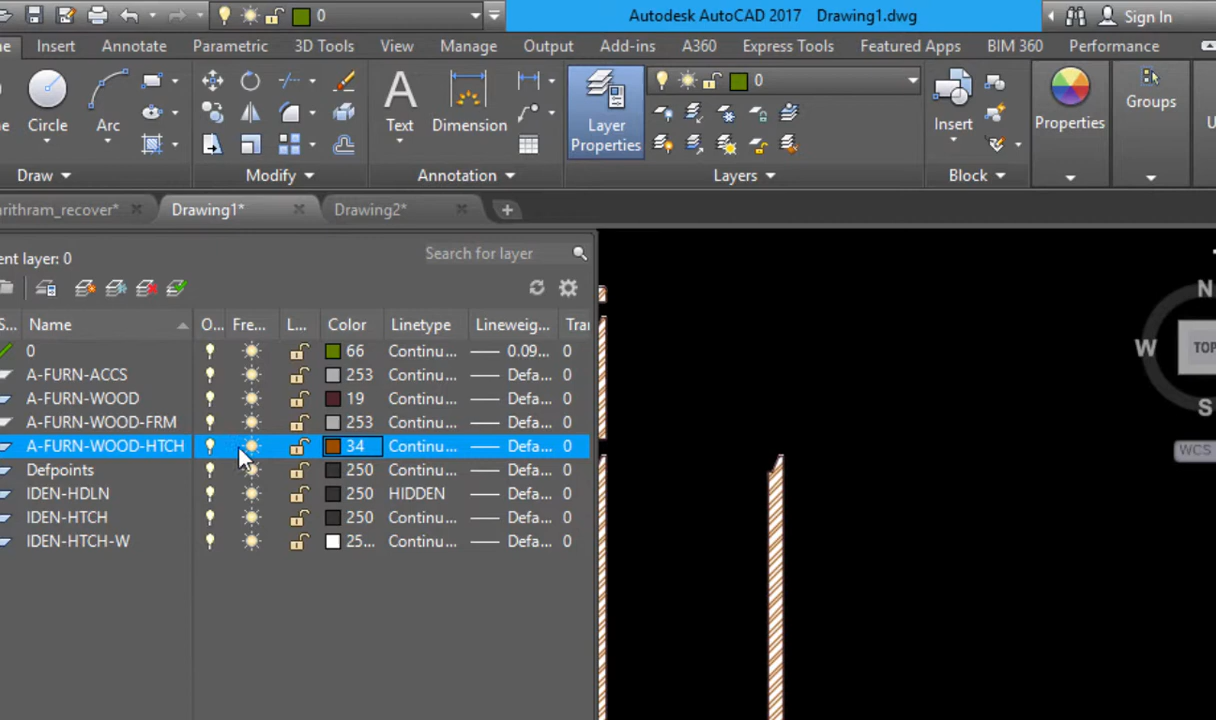 0 Autodesk AutoCAD 2017 Drawing1.dwg Sign In
Insert Annotate Parametric 3D Tools View Manage Output Add-ins A360 Express Tools Featured Apps BIM 360 Performance
0
Circle Arc Text Dimension Layer Properties Insert Properties Groups
Draw Modify Annotation Layers Block
Drawing1* Drawing2* +
layer: 0
Search for layer
S... Name O... Fre... L... Color Linetype Lineweig...
0 66 Continu... 0.09... 0
A-FURN-ACCS 253 Continu... Defa... 0
A-FURN-WOOD 19 Continu... Defa... 0
A-FURN-WOOD-FRM 253 Continu... Defa... 0
A-FURN-WOOD-HTCH 34 Continu... Defa... 0
Defpoints 250 Continu... Defa... 0
IDEN-HDLN 250 HIDDEN Defa... 0
IDEN-HTCH 250 Continu... Defa... 0
IDEN-HTCH-W 25... Continu... Defa... 0
N
W TOP
S
WCS